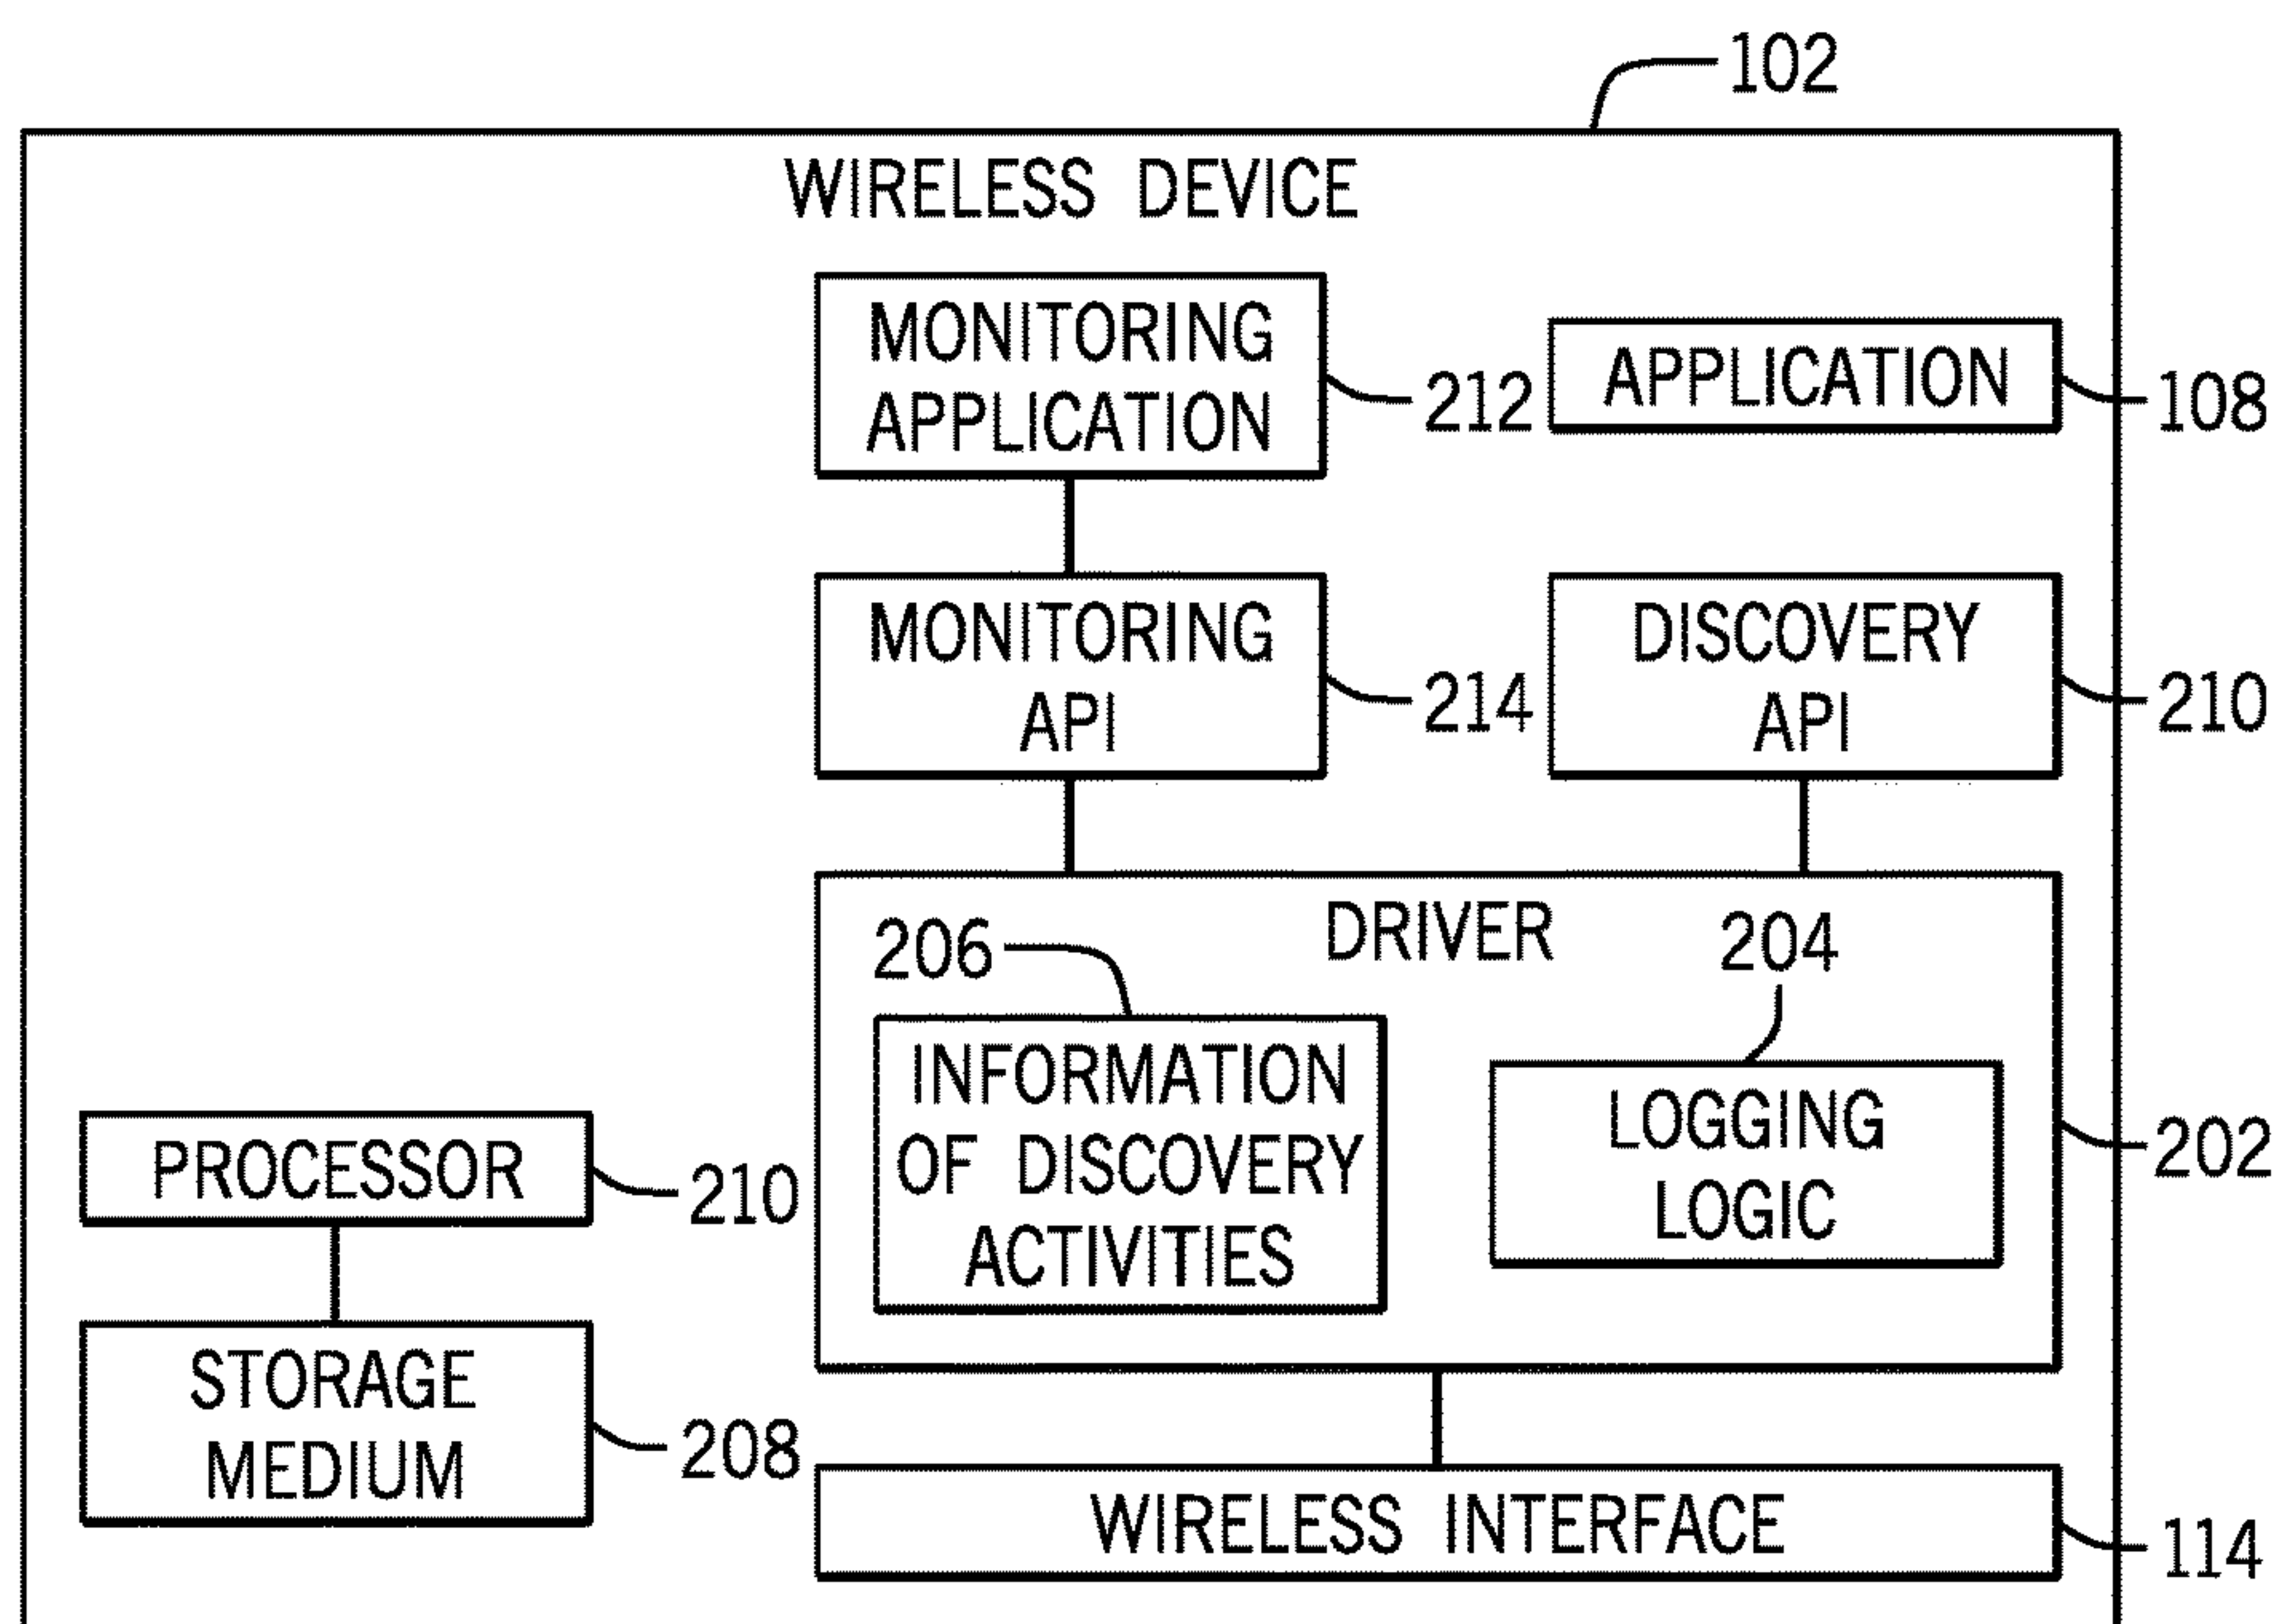 102
WIRELESS DEVICE
MONITORING
APPLICATION
212
APPLICATION
108
MONITORING
API
214
DISCOVERY
API
210
DRIVER
206
204
INFORMATION
OF DISCOVERY
ACTIVITIES
LOGGING
LOGIC
202
PROCESSOR
210
STORAGE
MEDIUM
208
WIRELESS INTERFACE
114